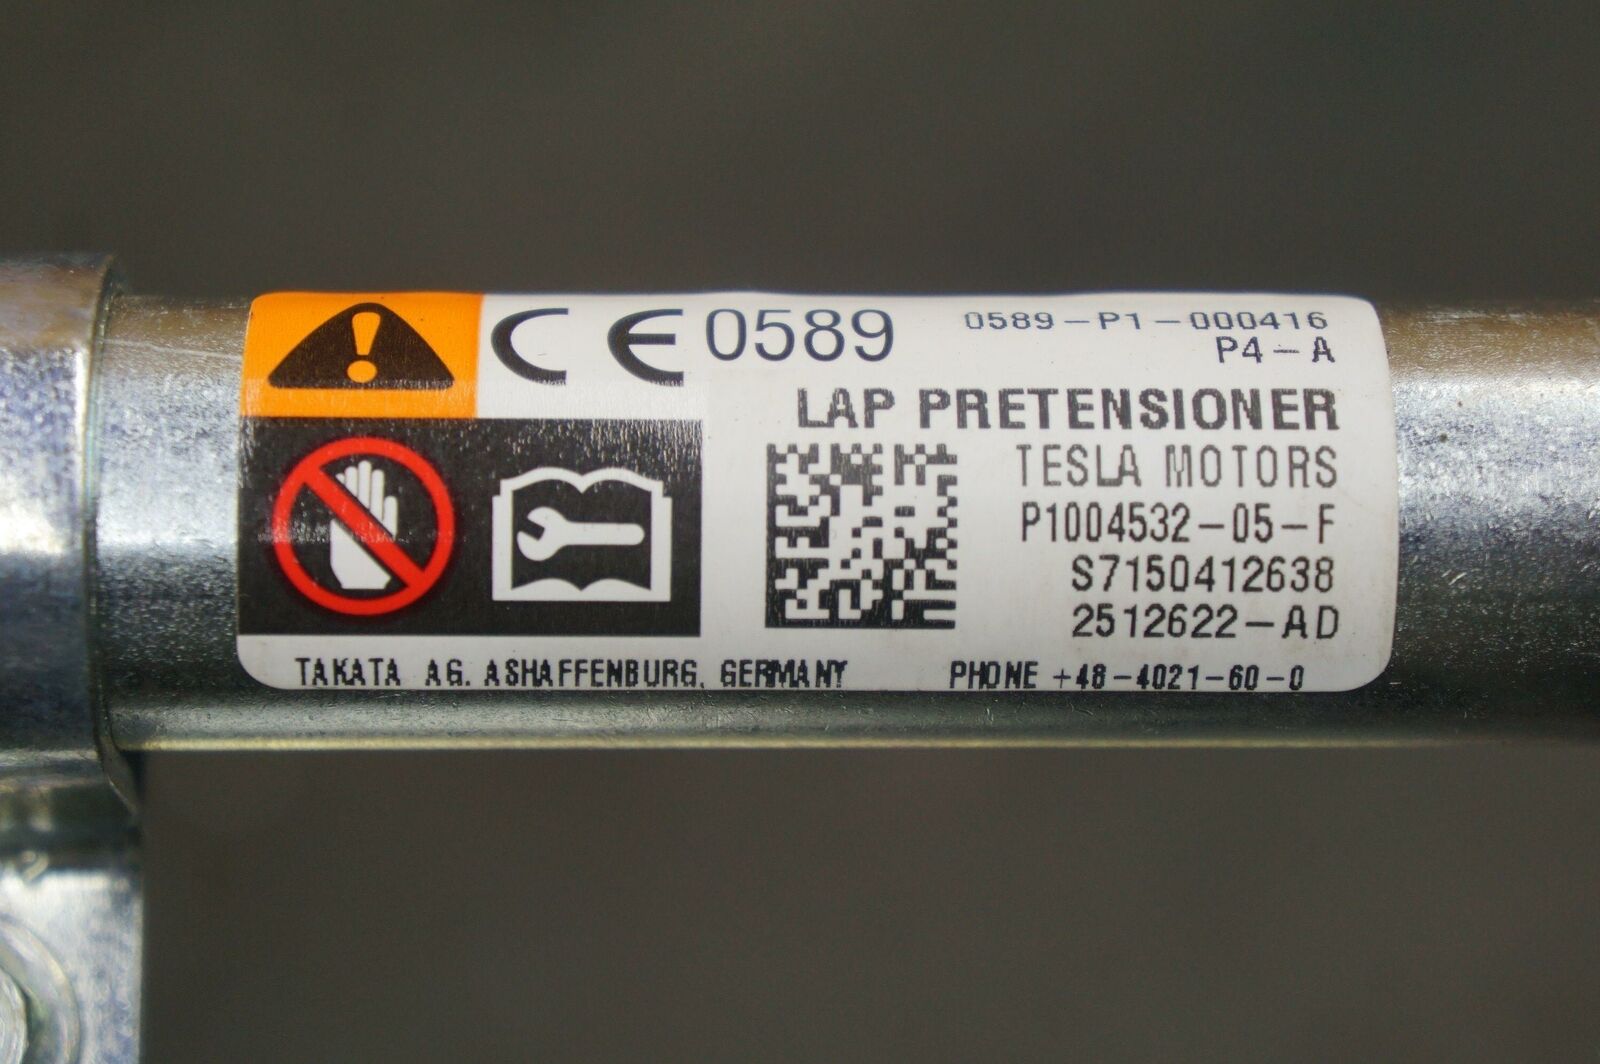 CE 0589 0589-P1-000416
P4-A
LAP PRETENSIONER
TESLA MOTORS
P1004532-05-F
S7150412638
2512622-AD
TAKATA AG. ASHAFFENBURG, GERMANY PHONE +48-4021-60-0